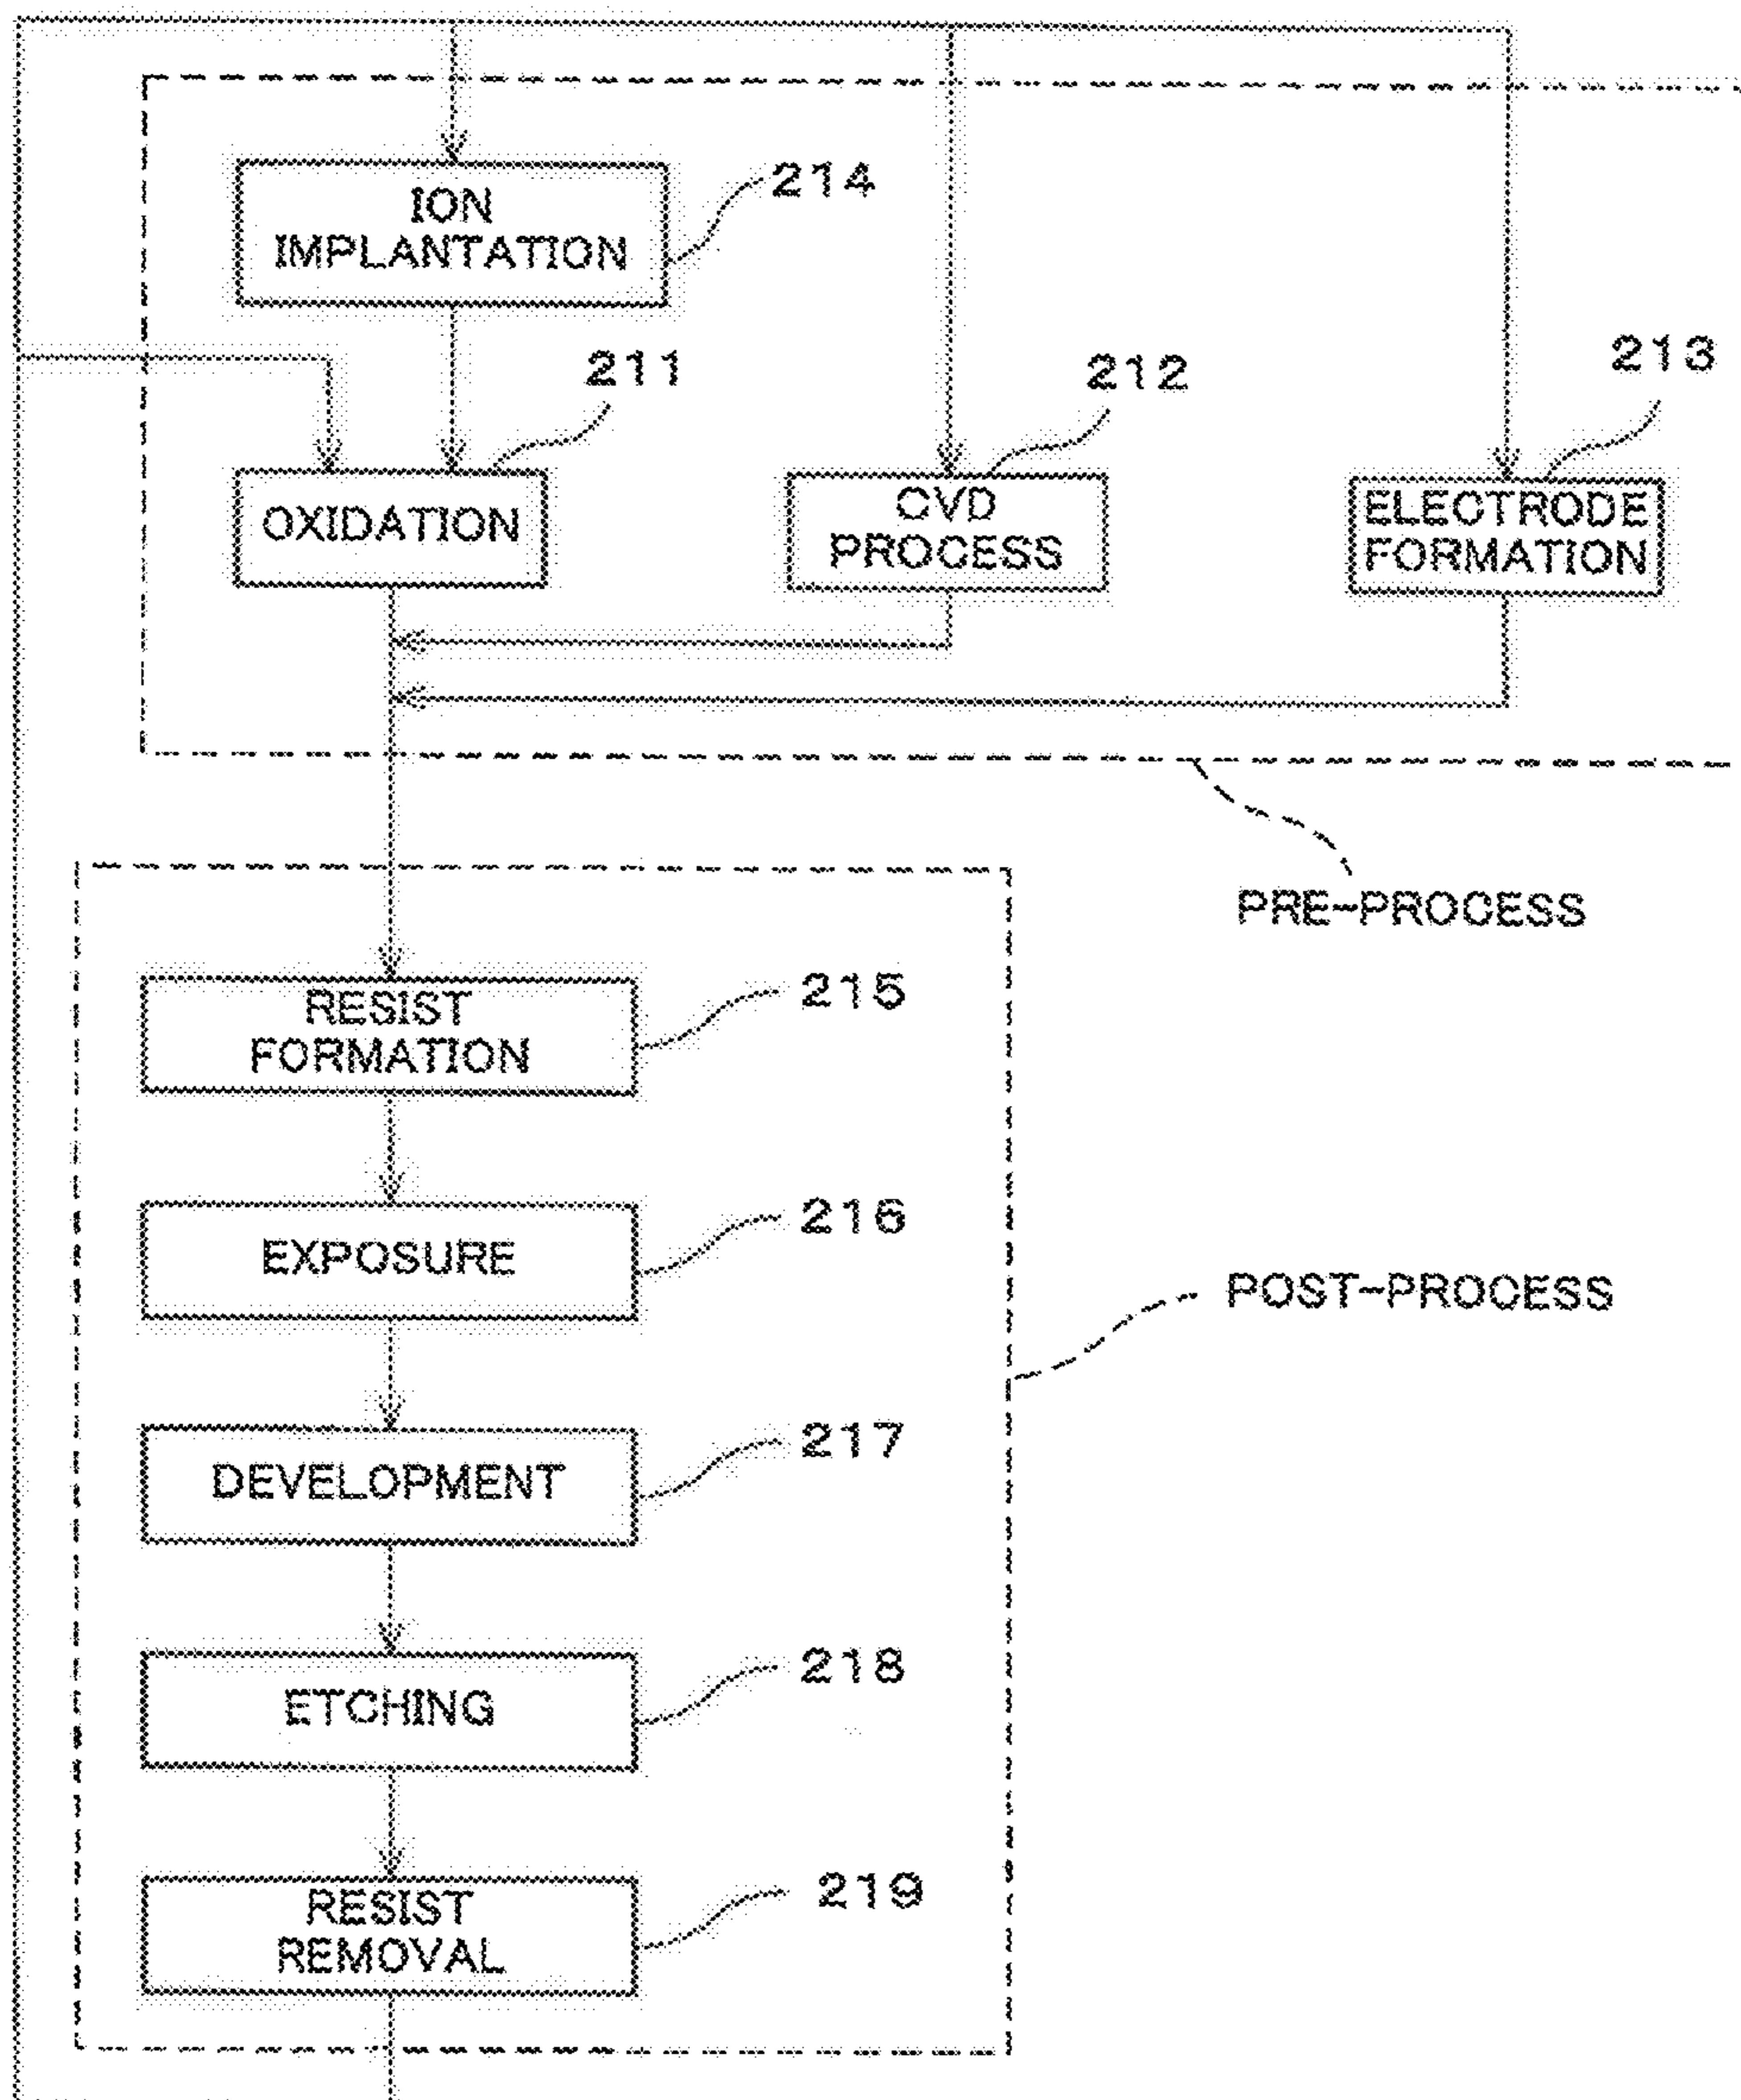 214
ION
IMPLANTATION
211
212
213
OXIDATION
CVD
PROCESS
ELECTRODE
FORMATION
PRE-PROCESS
215
RESIST
FORMATION
216
EXPOSURE
POST-PROCESS
217
DEVELOPMENT
218
ETCHING
219
RESIST
REMOVAL